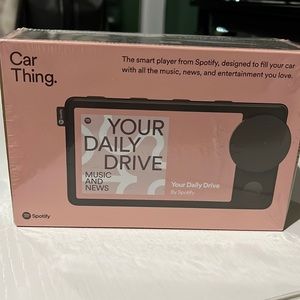 Car
Thing.
The smart player from Spotify, designed to fill your car
with all the music, news, and entertainment you love.
YOUR
DAILY
DRIVE
MUSIC
AND
NEWS
Your Daily Drive
By Spotify
Spotify